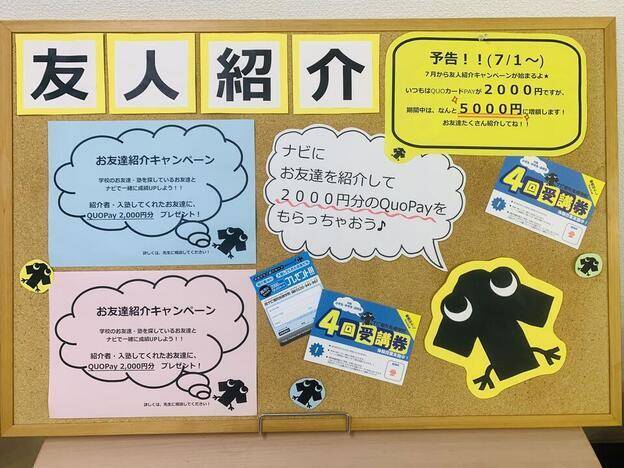 友人紹介
予告！！(7/1～)
7月から友人紹介キャンペーンが始まるよ★
いつもはQUOカードPAYが２０００円ですが、
期間中は、なんと５０００円に増額します！
お友達たくさん紹介してね！！
お友達紹介キャンペーン
学校のお友達・塾を探しているお友達と
ナビで一緒に成績UPしよう！！
紹介者・入塾してくれたお友達に、
QUOPay 2,000円分 プレゼント！
詳しくは、先生に相談してください！
ナビに
お友達を紹介して
２０００円分のQuoPayを
もらっちゃおう♪
4回受講券
お友達紹介キャンペーン
学校のお友達・塾を探しているお友達と
ナビで一緒に成績UPしよう！！
紹介者・入塾してくれたお友達に、
QUOPay 2,000円分 プレゼント！
詳しくは、先生に相談してください！
4回受講券